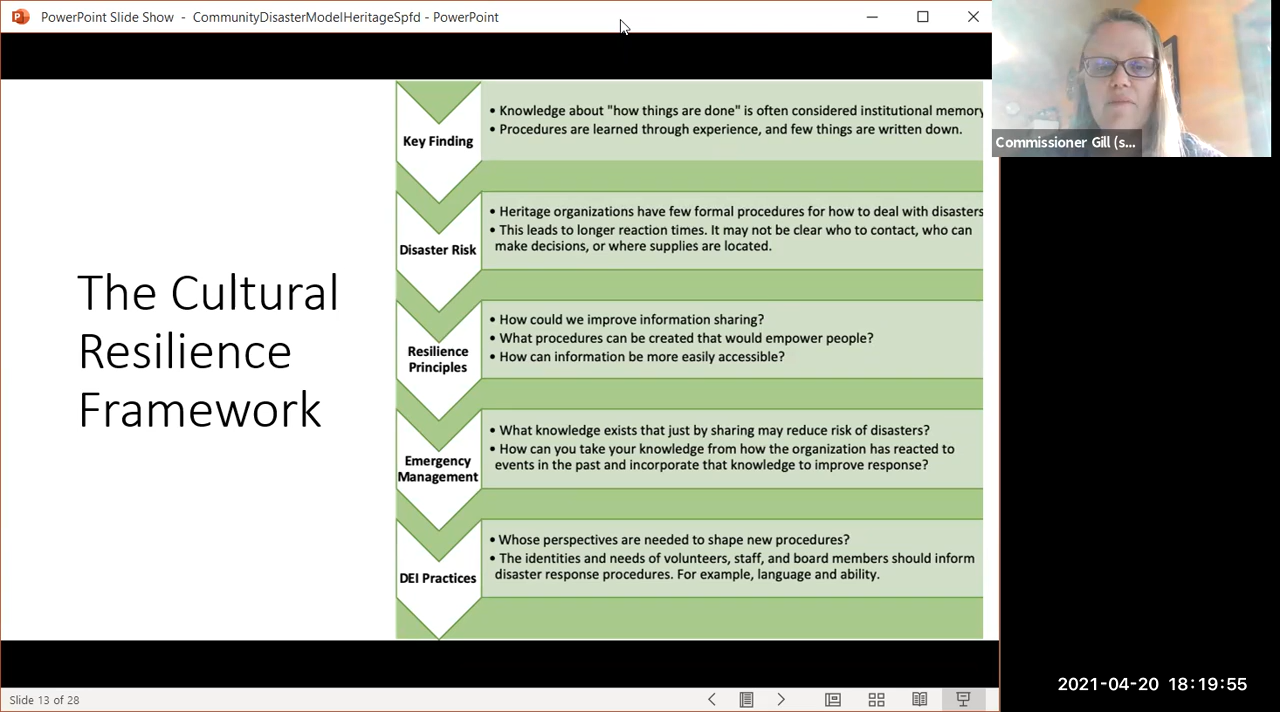 PowerPoint Slide Show - CommunityDisasterModelHeritageSpfd - PowerPoint
Commissioner Gill (s...
The Cultural
Resilience
Framework
Key Finding
• Knowledge about "how things are done" is often considered institutional memory
• Procedures are learned through experience, and few things are written down.
Disaster Risk
• Heritage organizations have few formal procedures for how to deal with disasters
• This leads to longer reaction times. It may not be clear who to contact, who can
make decisions, or where supplies are located.
Resilience
Principles
• How could we improve information sharing?
• What procedures can be created that would empower people?
• How can information be more easily accessible?
Emergency
Management
• What knowledge exists that just by sharing may reduce risk of disasters?
• How can you take your knowledge from how the organization has reacted to
events in the past and incorporate that knowledge to improve response?
DEI Practices
• Whose perspectives are needed to shape new procedures?
• The identities and needs of volunteers, staff, and board members should inform
disaster response procedures. For example, language and ability.
Slide 13 of 28
2021-04-20 18:19:55